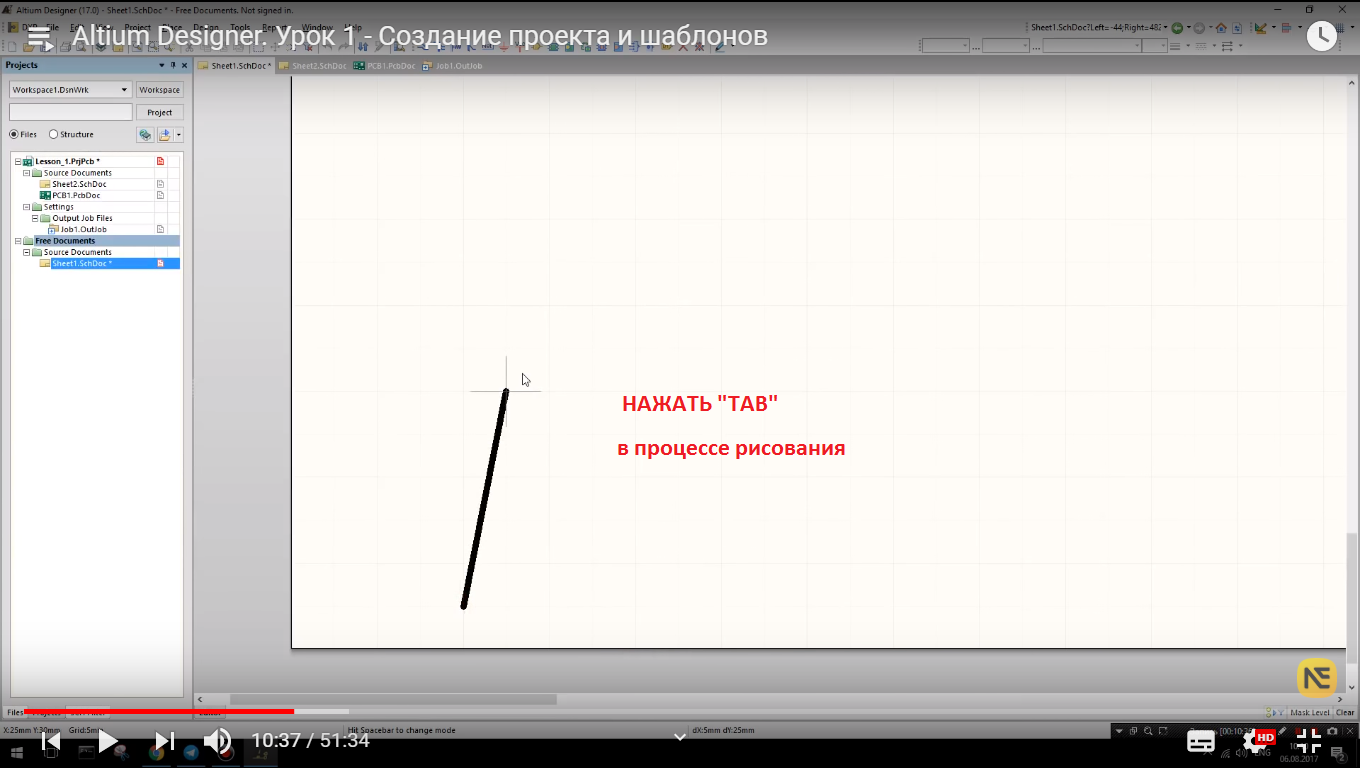 Altium Designer (17.0) - Sheet1.SchDoc * - Free Documents. Not signed in.
Altium Designer. Урок 1 - Создание проекта и шаблонов
Sheet1.SchDoc?Left= -44;Right=482
Projects
Sheet1.SchDoc *
Sheet2.SchDoc
PCB1.PcbDoc
Job1.OutJob
Workspace1.DsnWrk
Workspace
Project
Files
Structure
Lesson_1.PrjPcb *
Source Documents
Sheet2.SchDoc
PCB1.PcbDoc
Settings
Output Job Files
Job1.OutJob
Free Documents
Source Documents
Sheet1.SchDoc *
НАЖАТЬ "TAB"
в процессе рисования
NE
Files
Mask Level
Clear
X:25mm Y:30mm
Grid:5mm
Hit Spacebar to change mode
dX:5mm dY:25mm
10:37 / 51:34
HD
ENG
06.08.2017